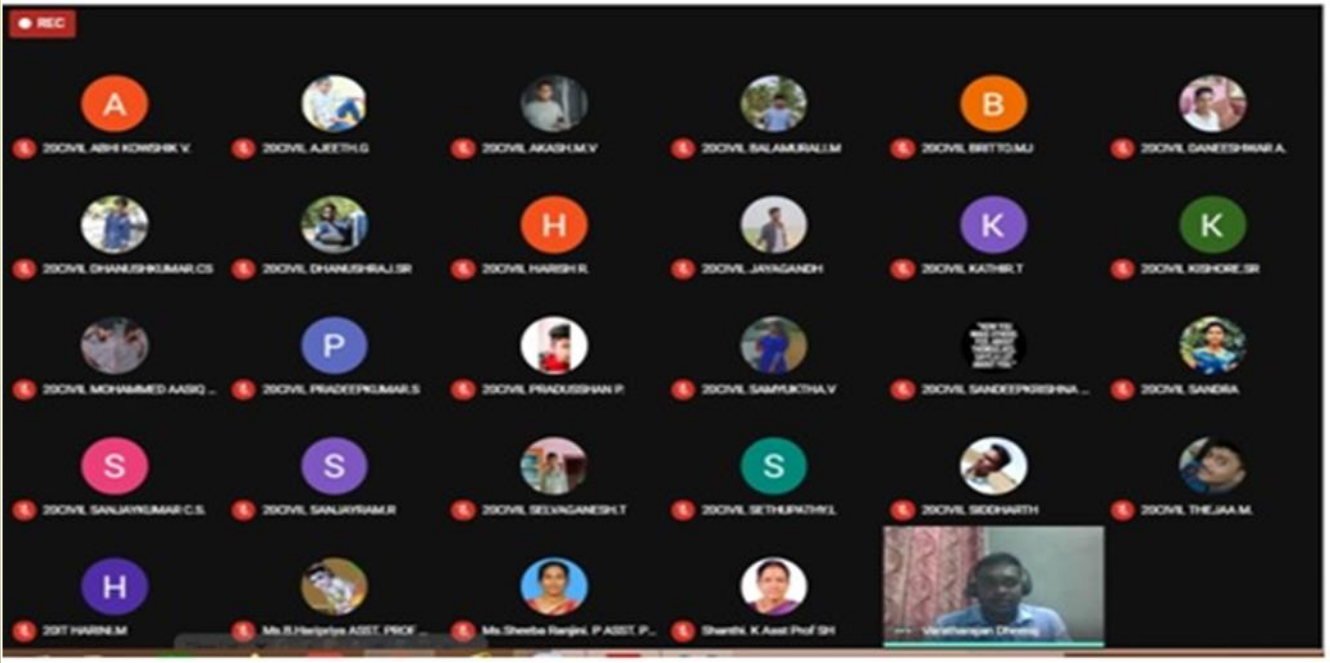 REC
A
B
20CIVIL ABHI KOWSHIK V.
20CIVIL AJEETH.G
20CIVIL AKASH.M.V
20CIVIL BALAMURALI.M
20CIVIL BRITTO.MJ
20CIVIL DANEESHWAR A.
H
K
K
20CIVIL DHANUSHKUMAR.CS
20CIVIL DHANUSHRAJ.SR
20CIVIL HARISH R.
20CIVIL JAYAGANDH
20CIVIL KATHIR.T
20CIVIL KISHORE.SR
P
20CIVIL MOHAMMED AASIQ ...
20CIVIL PRADEEPKUMAR.S
20CIVIL PRADUSSHAN P.
20CIVIL SAMYUKTHA.V
20CIVIL SANDEEPKRISHNA ...
20CIVIL SANDRA
S
S
S
20CIVIL SANJAYKUMAR C.S.
20CIVIL SANJAYRAM.R
20CIVIL SELVAGANESH.T
20CIVIL SETHUPATHY.L
20CIVIL SIDDHARTH
20CIVIL THEJAA M.
H
20IT HARINI.M
Ms.B.Haripriya ASST. PROF...
Ms.Sheeba Ranjini. P ASST. P...
Shanthi. K Asst Prof SH